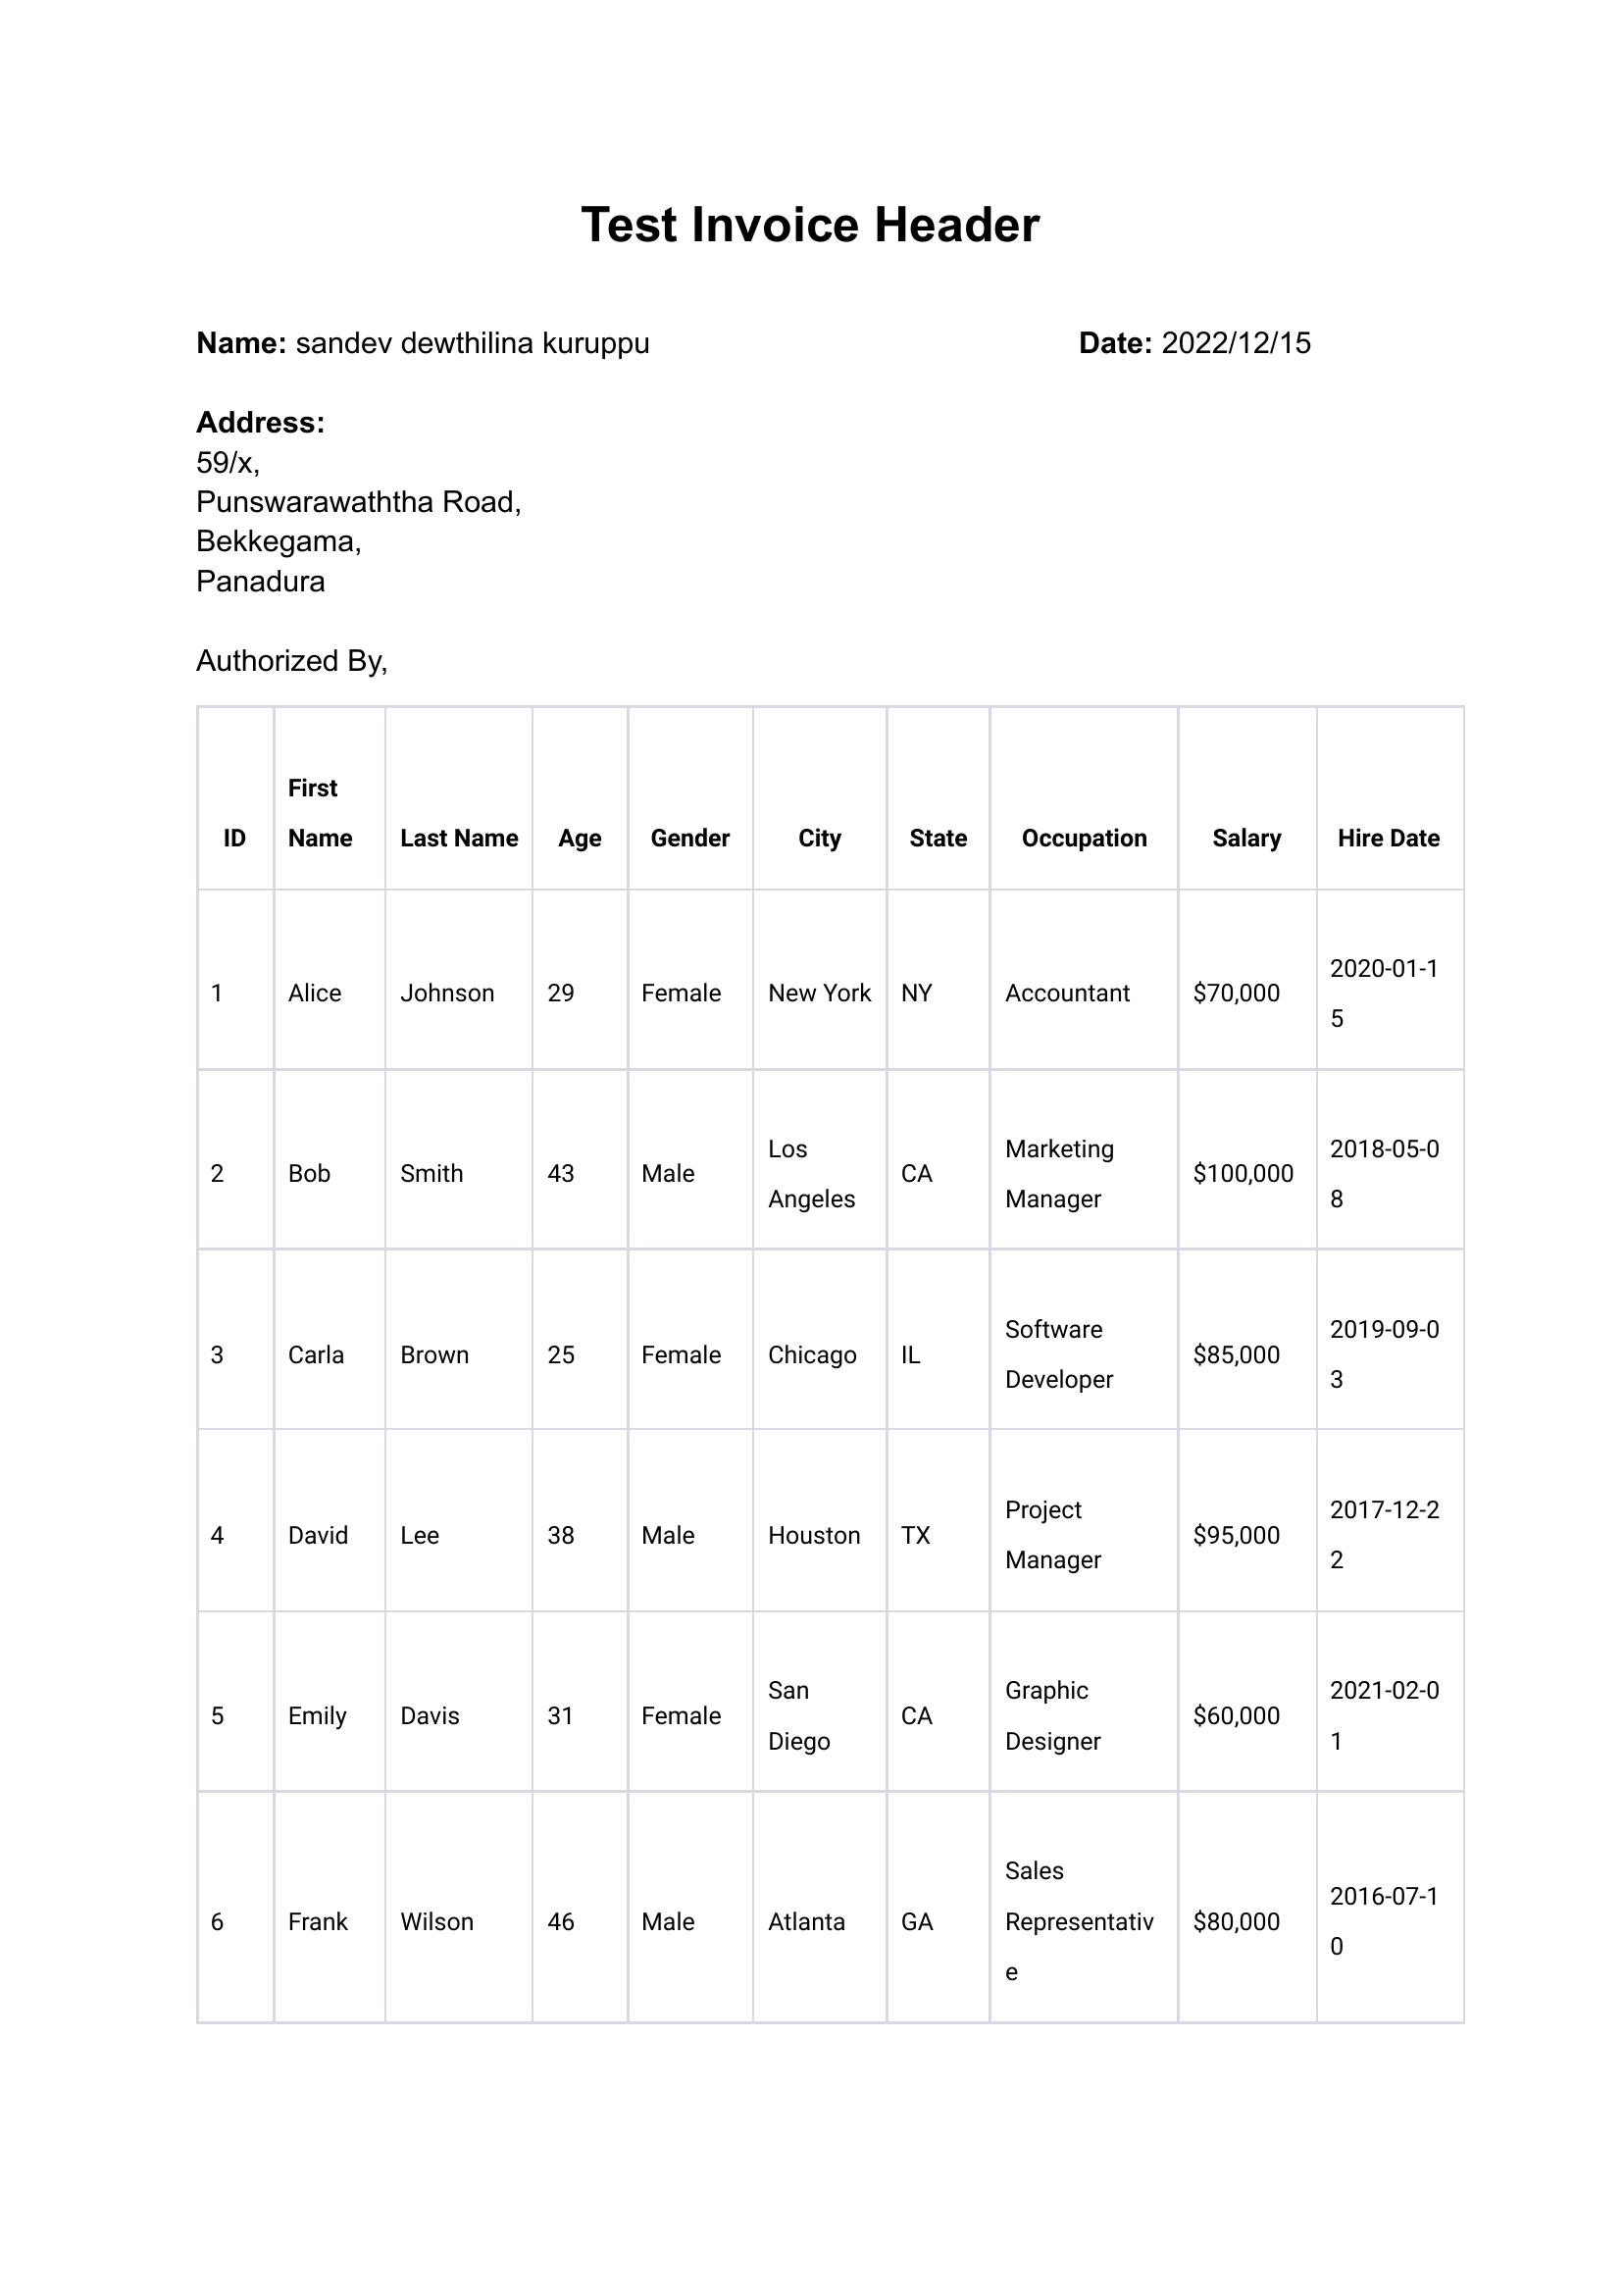 Test Invoice Header
Name: sandev dewthilina kuruppu Date: 2022/12/15
Address:
59/x,
Punswarawaththa Road,
Bekkegama,
Panadura
Authorized By,
ID First Name Last Name Age Gender City State Occupation Salary Hire Date
1 Alice Johnson 29 Female New York NY Accountant $70,000 2020-01-15
2 Bob Smith 43 Male Los Angeles CA Marketing Manager $100,000 2018-05-08
3 Carla Brown 25 Female Chicago IL Software Developer $85,000 2019-09-03
4 David Lee 38 Male Houston TX Project Manager $95,000 2017-12-22
5 Emily Davis 31 Female San Diego CA Graphic Designer $60,000 2021-02-01
6 Frank Wilson 46 Male Atlanta GA Sales Representative $80,000 2016-07-10